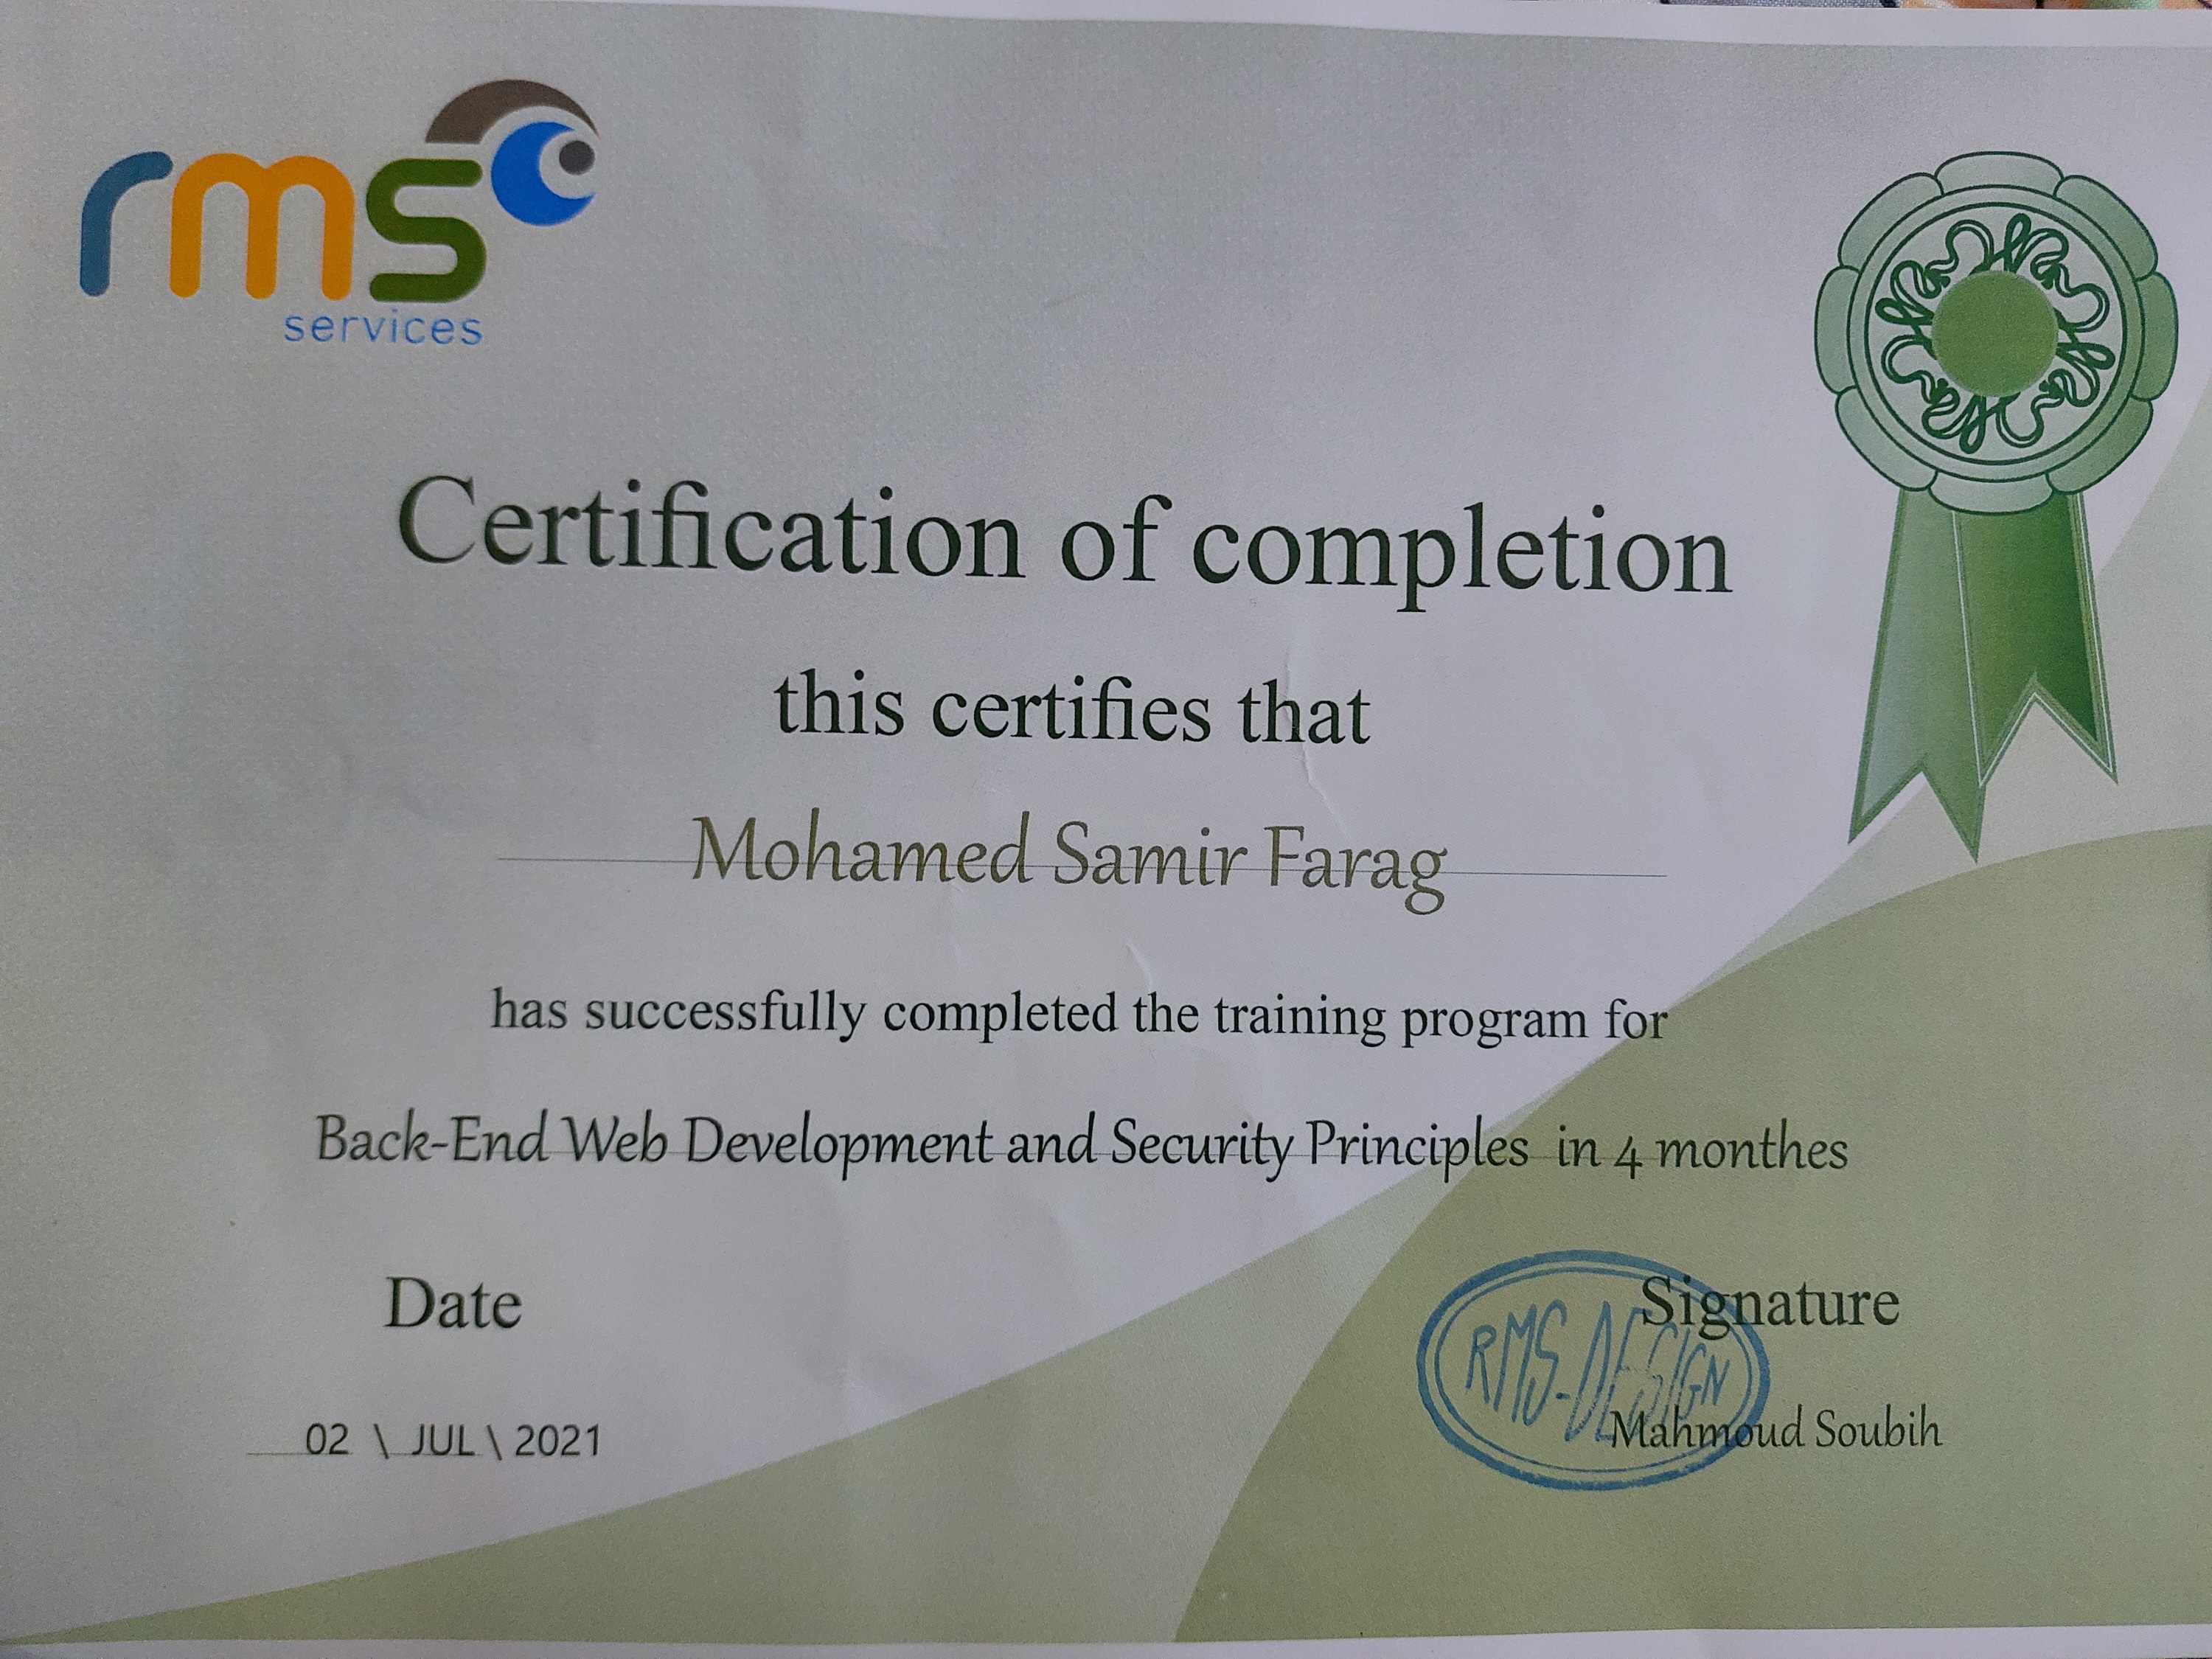 rms
services
Certification of completion
this certifies that
Mohamed Samir Farag
has successfully completed the training program for
Back-End Web Development and Security Principles in 4 monthes
Date
Signature
RMS-DESIGN
02 \ JUL \ 2021
Mahmoud Soubih